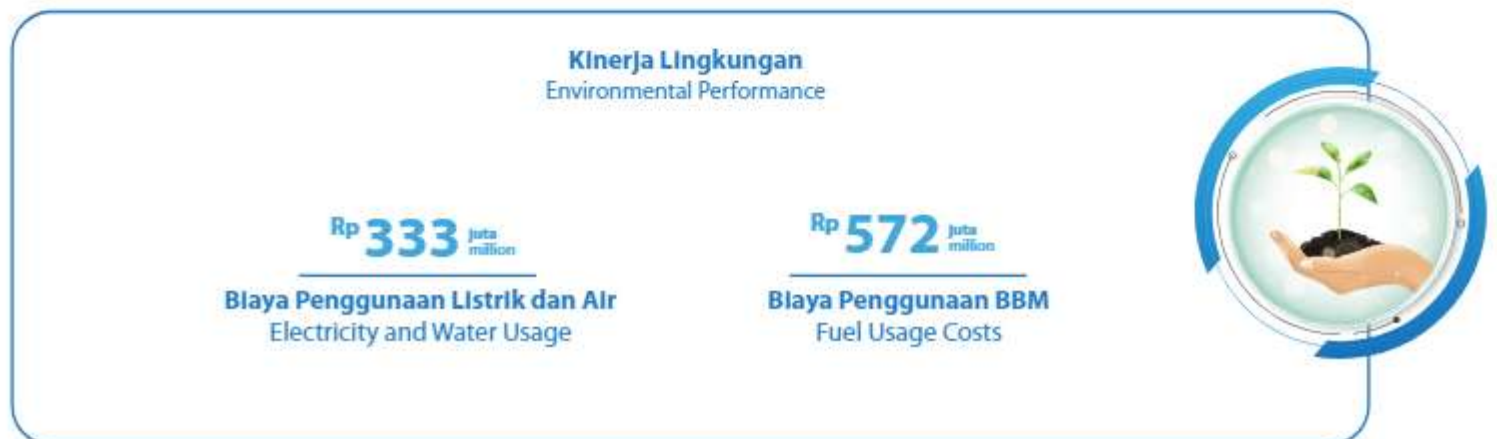 Kinerja Lingkungan
Environmental Performance
Rp 333 juta million
Biaya Penggunaan Listrik dan Air
Electricity and Water Usage
Rp 572 juta million
Biaya Penggunaan BBM
Fuel Usage Costs